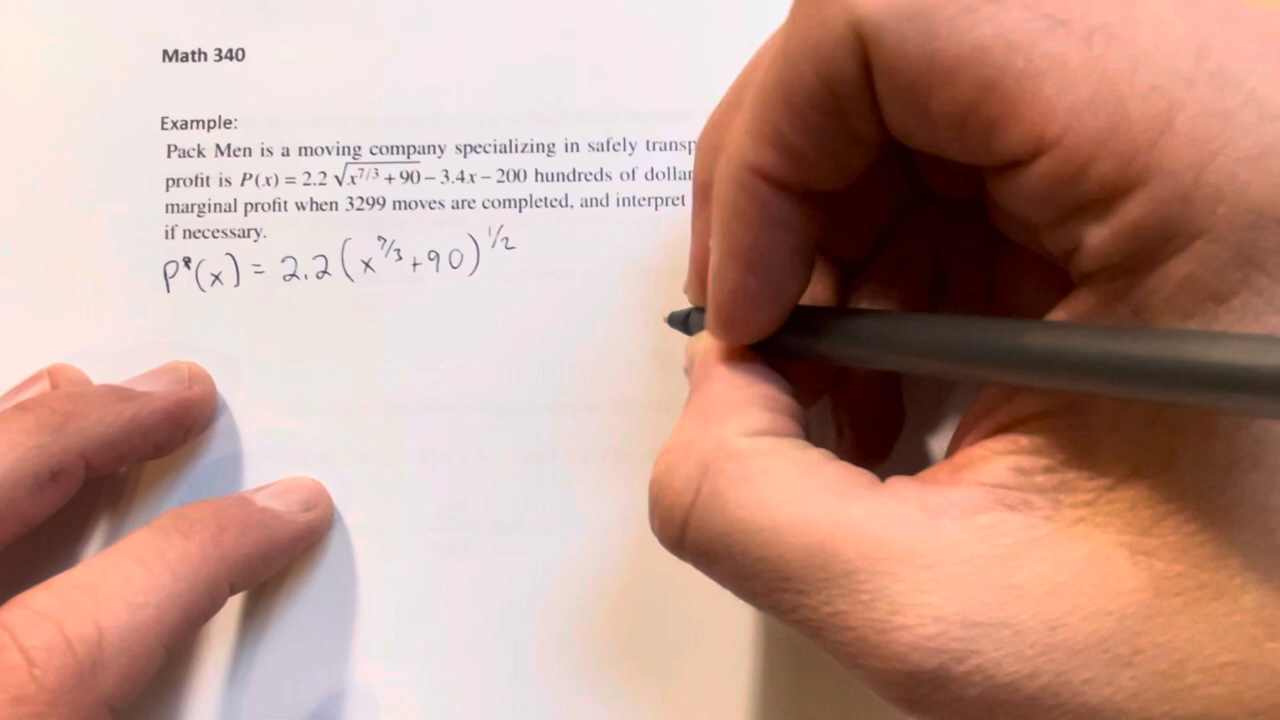 Math 340
Example:
Pack Men is a moving company specializing in safely transp
profit is P(x) = 2.2 √(x^{7/3} + 90) − 3.4x − 200 hundreds of dollar
marginal profit when 3299 moves are completed, and interpret
if necessary.
P(x) = 2.2 (x^{7/3} + 90)^{1/2}